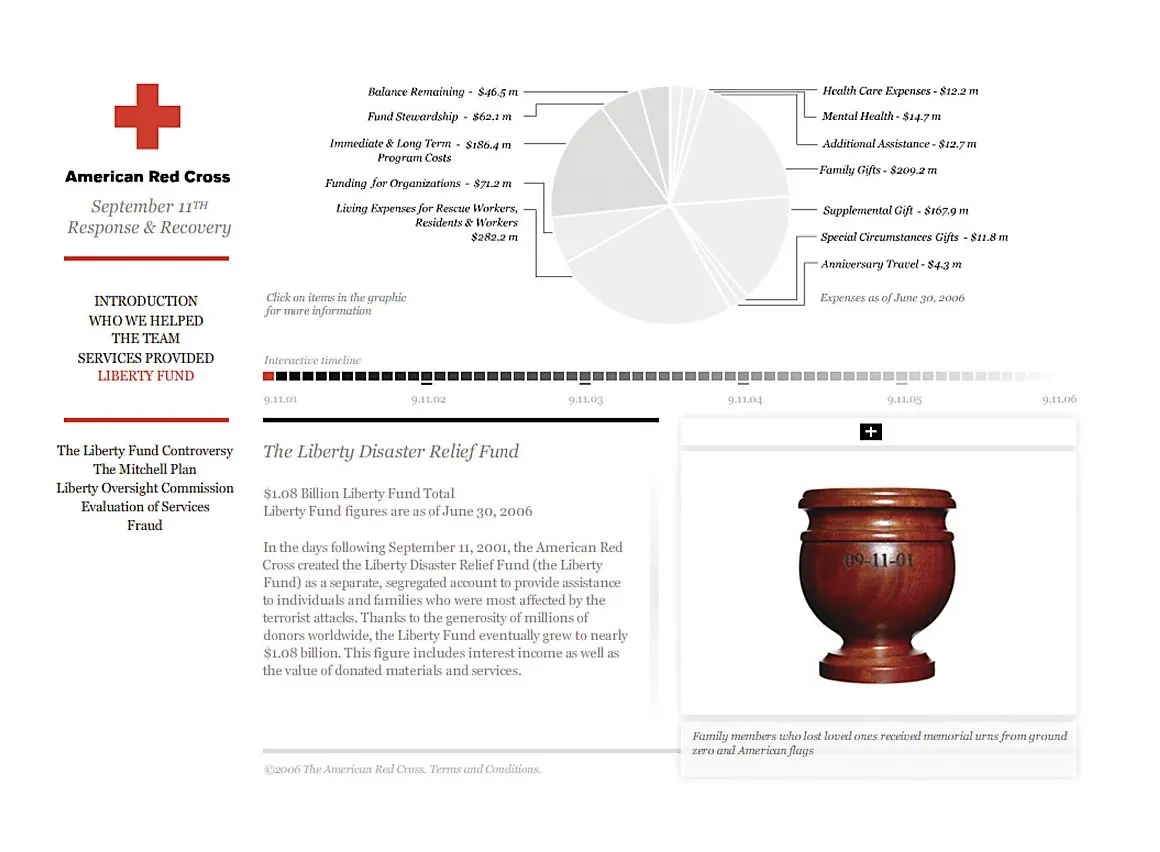 American Red Cross
September 11TH
Response & Recovery
INTRODUCTION
WHO WE HELPED
THE TEAM
SERVICES PROVIDED
LIBERTY FUND
The Liberty Fund Controversy
The Mitchell Plan
Liberty Oversight Commission
Evaluation of Services
Fraud
Balance Remaining - $46.5 m
Fund Stewardship - $62.1 m
Immediate & Long Term - $186.4 m
Program Costs
Funding for Organizations - $71.2 m
Living Expenses for Rescue Workers,
Residents & Workers
$282.2 m
Health Care Expenses - $12.2 m
Mental Health - $14.7 m
Additional Assistance - $12.7 m
Family Gifts - $209.2 m
Supplemental Gift - $167.9 m
Special Circumstances Gifts - $11.8 m
Anniversary Travel - $4.3 m
Expenses as of June 30, 2006
Click on items in the graphic
for more information
Interactive timeline
9.11.01 9.11.02 9.11.03 9.11.04 9.11.05 9.11.06
The Liberty Disaster Relief Fund
$1.08 Billion Liberty Fund Total
Liberty Fund figures are as of June 30, 2006
In the days following September 11, 2001, the American Red
Cross created the Liberty Disaster Relief Fund (the Liberty
Fund) as a separate, segregated account to provide assistance
to individuals and families who were most affected by the
terrorist attacks. Thanks to the generosity of millions of
donors worldwide, the Liberty Fund eventually grew to nearly
$1.08 billion. This figure includes interest income as well as
the value of donated materials and services.
09-11-01
Family members who lost loved ones received memorial urns from ground
zero and American flags
©2006 The American Red Cross. Terms and Conditions.